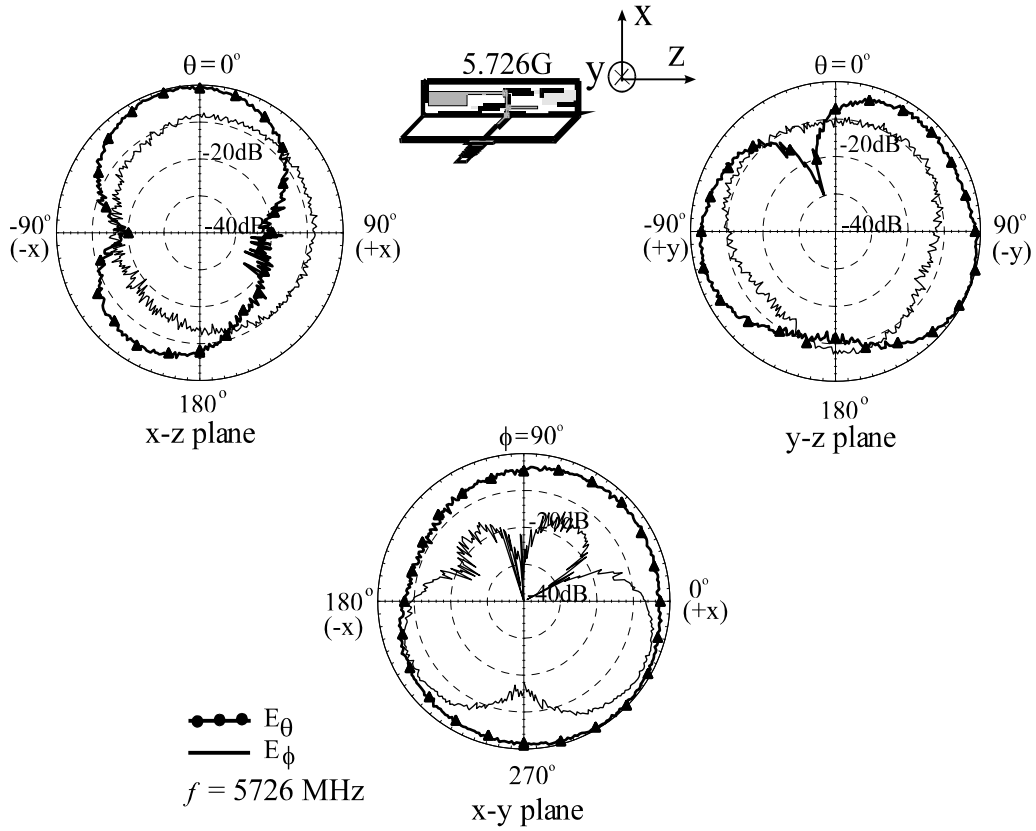 x
z
y
5.726G
θ = 0°
-20dB
-40dB
-90°
(-x)
90°
(+x)
180°
x-z plane
θ = 0°
-20dB
-40dB
-90°
(+y)
90°
(-y)
180°
y-z plane
ϕ=90°
-20dB
-40dB
180°
(-x)
0°
(+x)
270°
x-y plane
Eθ
Eϕ
f = 5726 MHz